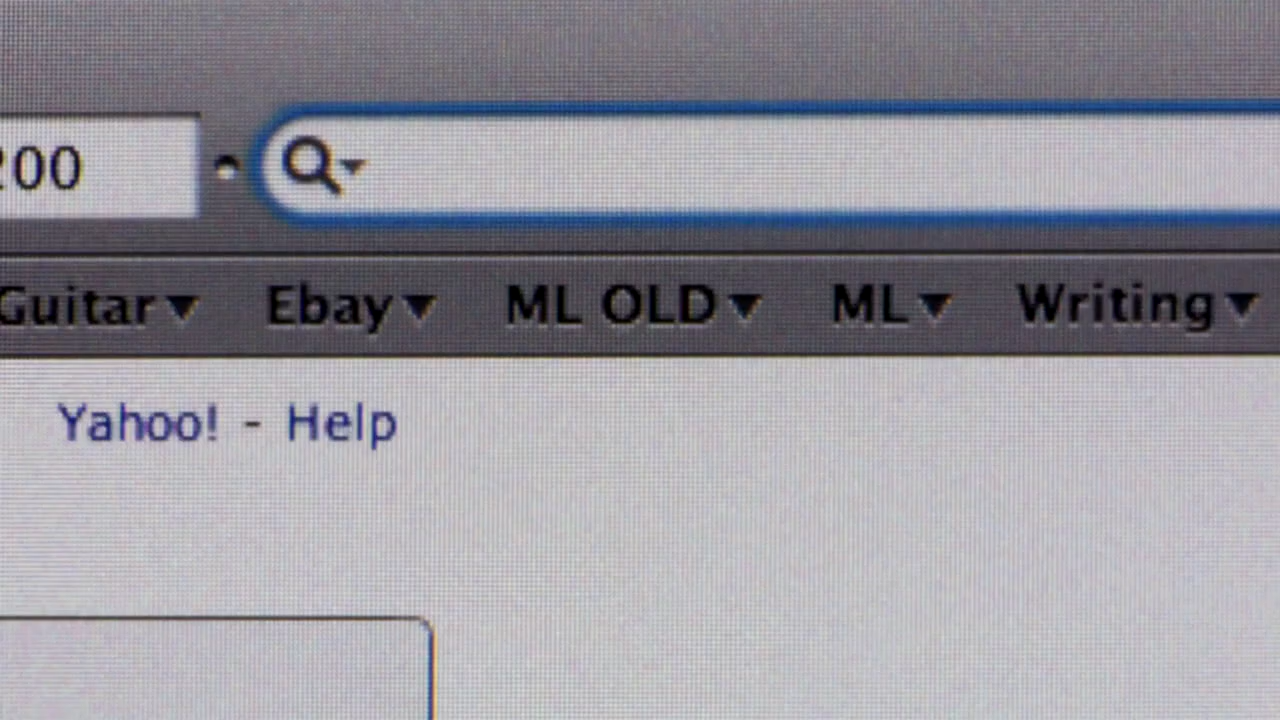 200
Guitar▼ Ebay▼ ML OLD▼ ML▼ Writing▼
Yahoo! - Help